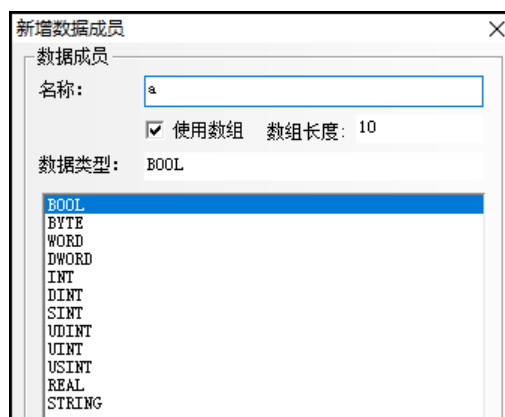 新增数据成员
数据成员
名称： a
使用数组 数组长度: 10
数据类型： BOOL
BOOL
BYTE
WORD
DWORD
INT
DINT
SINT
UDINT
UINT
USINT
REAL
STRING